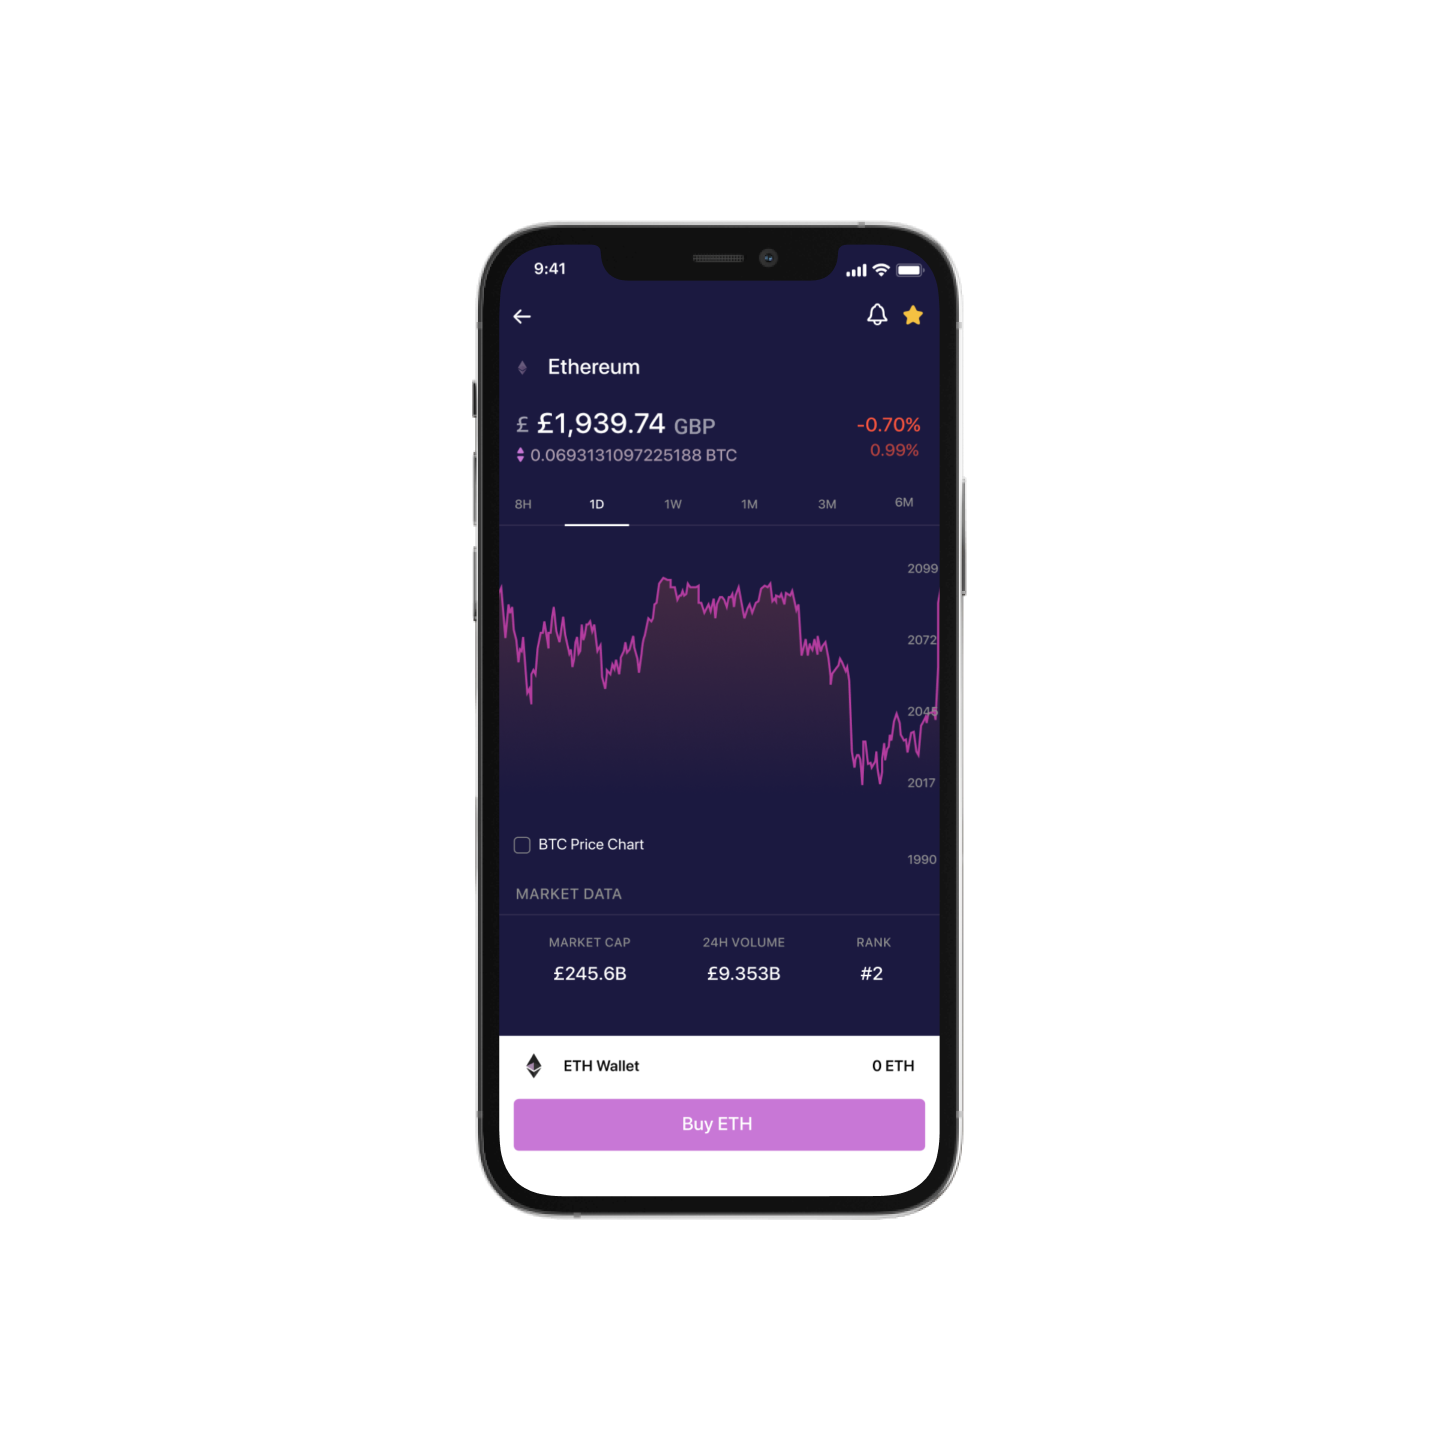 9:41
Ethereum
£ £1,939.74 GBP
-0.70%
0.0693131097225188 BTC
0.99%
8H 1D 1W 1M 3M 6M
2099
2072
2045
2017
BTC Price Chart
1990
MARKET DATA
MARKET CAP 24H VOLUME RANK
£245.6B £9.353B #2
ETH Wallet 0 ETH
Buy ETH